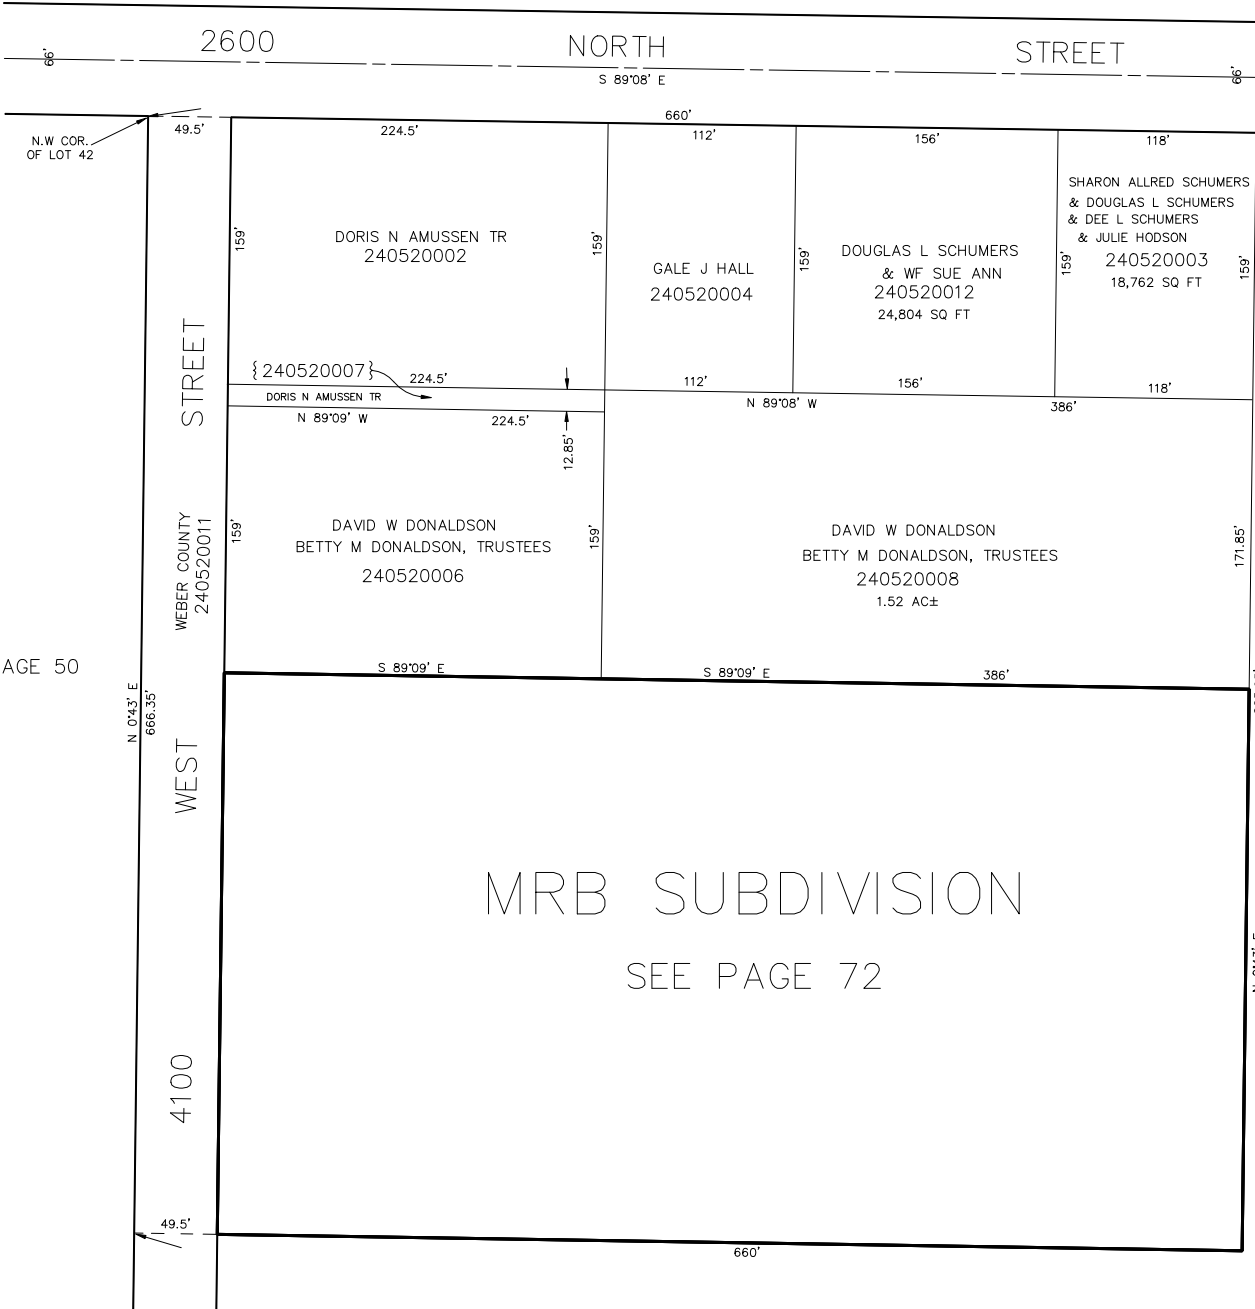 2600 NORTH STREET
66'
S 89°08' E
66'
660'
N.W COR.
OF LOT 42
49.5'
224.5'
112'
156'
118'
SHARON ALLRED SCHUMERS
& DOUGLAS L SCHUMERS
& DEE L SCHUMERS
& JULIE HODSON
240520003
18,762 SQ FT
159'
DORIS N AMUSSEN TR
240520002
159'
GALE J HALL
240520004
159'
DOUGLAS L SCHUMERS
& WF SUE ANN
240520012
24,804 SQ FT
159'
159'
{240520007}
224.5'
112'
156'
118'
DORIS N AMUSSEN TR
N 89°08' W
386'
N 89°09' W
224.5'
12.85'
4100 WEST STREET
WEBER COUNTY
240520011
159'
DAVID W DONALDSON
BETTY M DONALDSON, TRUSTEES
240520006
159'
DAVID W DONALDSON
BETTY M DONALDSON, TRUSTEES
240520008
1.52 AC±
171.85'
AGE 50
S 89°09' E
S 89°09' E
386'
N 0°43' E
666.35'
MRB SUBDIVISION
SEE PAGE 72
49.5'
660'